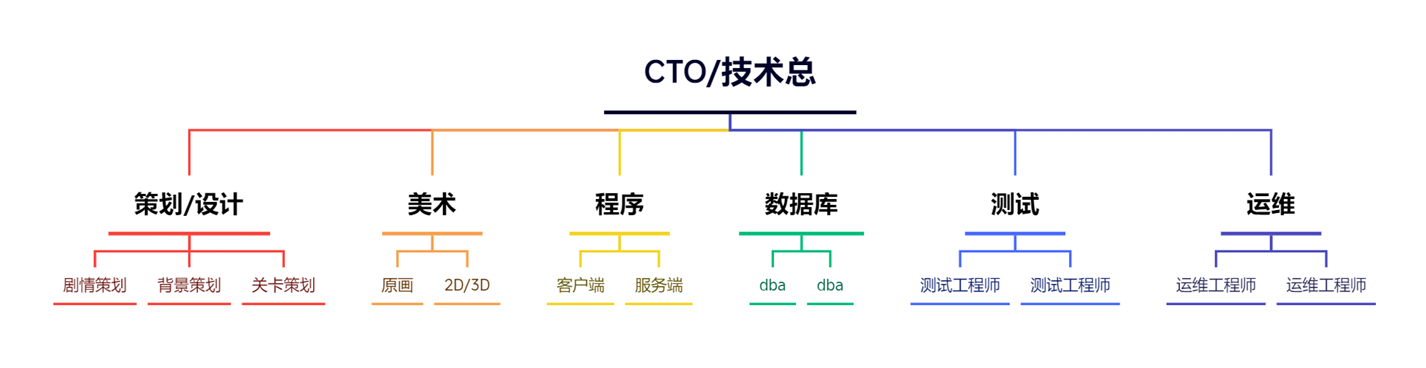 CTO/技术总
策划/设计 美术 程序 数据库 测试 运维
剧情策划 背景策划 关卡策划 原画 2D/3D 客户端 服务端 dba dba 测试工程师 测试工程师 运维工程师 运维工程师